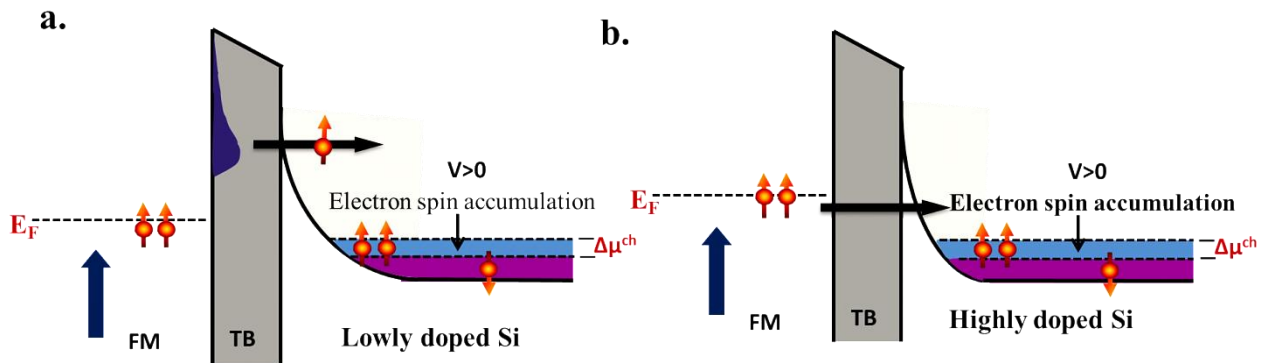 a.
V>0
Electron spin accumulation
E_F
Δμ^ch
FM
TB
Lowly doped Si
b.
V>0
Electron spin accumulation
E_F
Δμ^ch
FM
TB
Highly doped Si